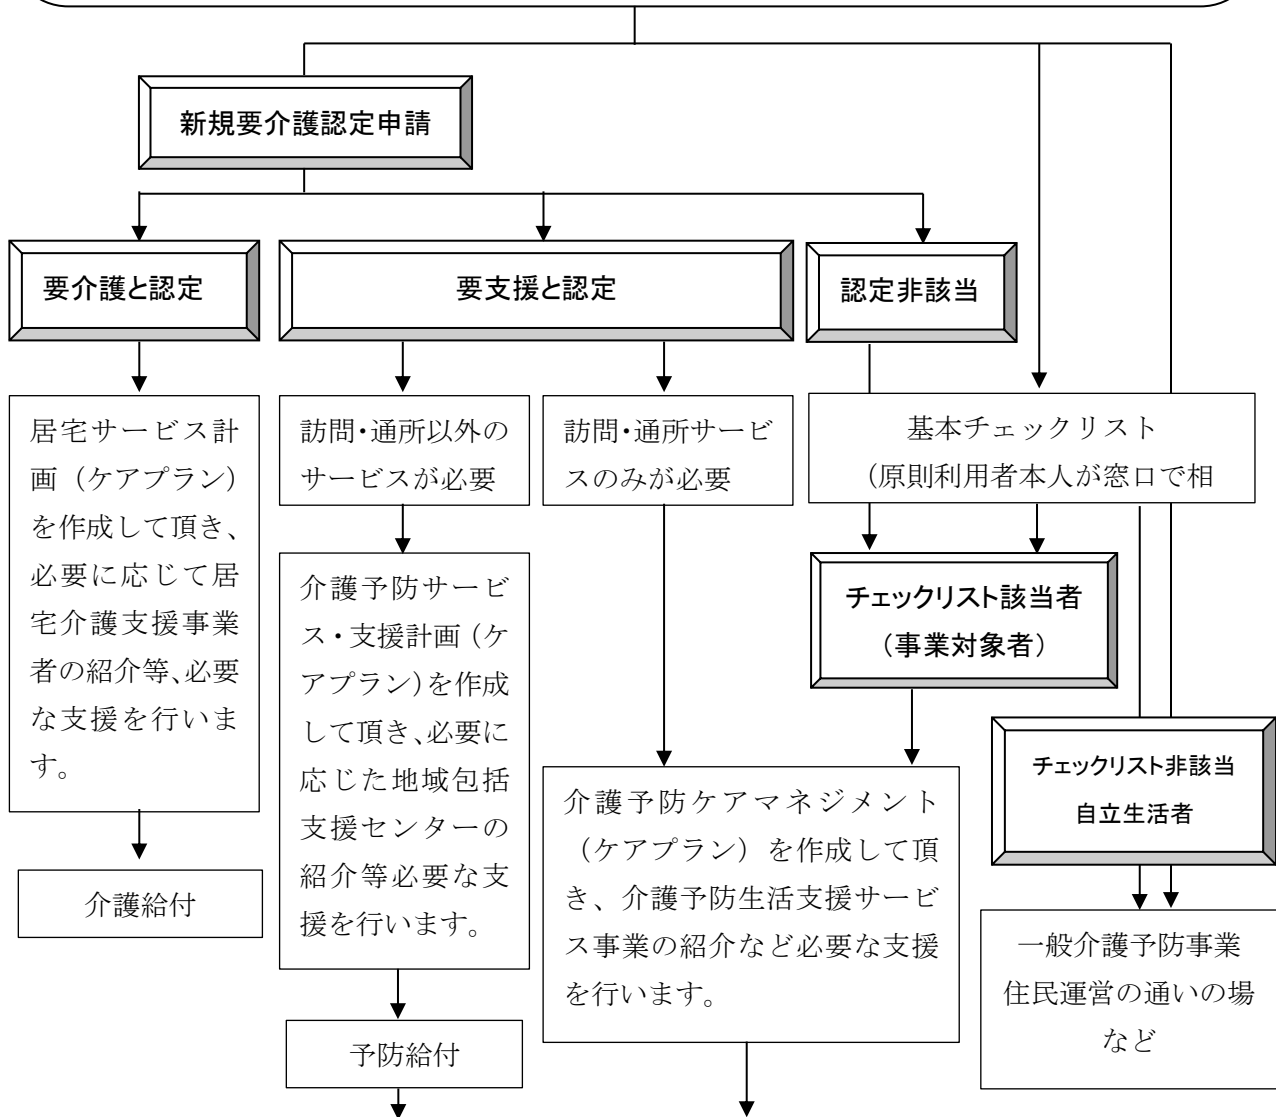 新規要介護認定申請
要介護と認定
要支援と認定
認定非該当
居宅サービス計
画（ケアプラン）
を作成して頂き、
必要に応じて居
宅介護支援事業
者の紹介等、必要
な支援を行いま
す。
訪問・通所以外の
サービスが必要
訪問・通所サービ
スのみが必要
基本チェックリスト
（原則利用者本人が窓口で相
介護予防サービ
ス・支援計画（ケ
アプラン）を作成
して頂き、必要に
応じた地域包括
支援センターの
紹介等必要な支
援を行います。
チェックリスト該当者
（事業対象者）
チェックリスト非該当
自立生活者
介護予防ケアマネジメント
（ケアプラン）を作成して頂
き、介護予防生活支援サービ
ス事業の紹介など必要な支援
を行います。
介護給付
一般介護予防事業
住民運営の通いの場
など
予防給付